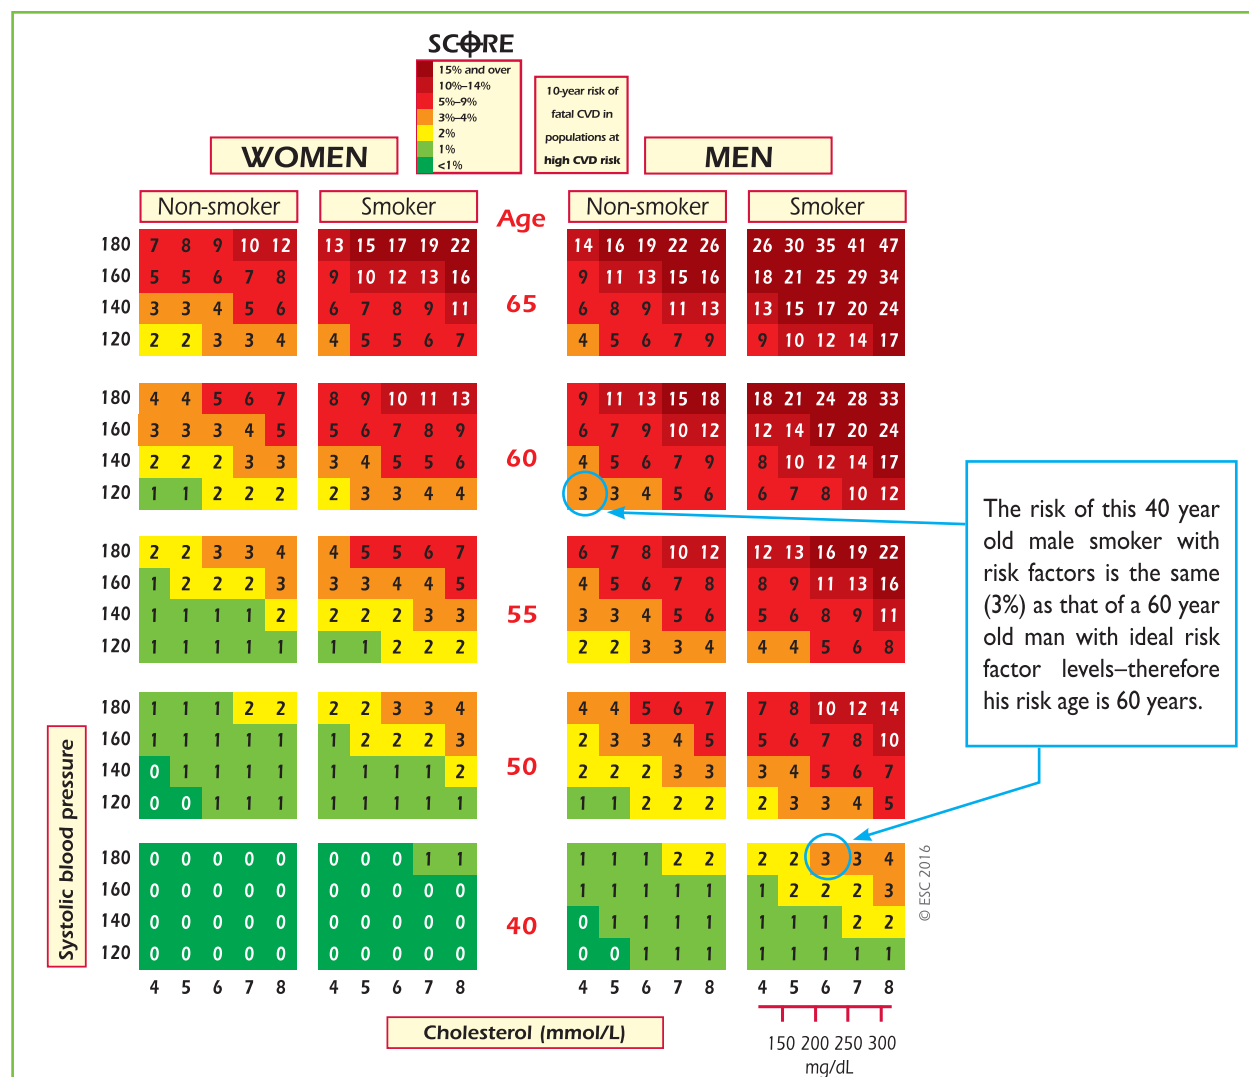 SCORE
15% and over
10%–14%
5%–9%
3%–4%
2%
1%
<1%
10-year risk of
fatal CVD in
populations at
high CVD risk
WOMEN
MEN
Non-smoker Smoker Age Non-smoker Smoker
180 7 8 9 10 12 13 15 17 19 22 14 16 19 22 26 26 30 35 41 47
160 5 5 6 7 8 9 10 12 13 16 9 11 13 15 16 18 21 25 29 34
65
140 3 3 4 5 6 6 7 8 9 11 6 8 9 11 13 13 15 17 20 24
120 2 2 3 3 4 4 5 5 6 7 4 5 6 7 9 9 10 12 14 17
180 4 4 5 6 7 8 9 10 11 13 9 11 13 15 18 18 21 24 28 33
160 3 3 3 4 5 5 6 7 8 9 6 7 9 10 12 12 14 17 20 24
60
140 2 2 2 3 3 3 4 5 5 6 4 5 6 7 9 8 10 12 14 17
120 1 1 2 2 2 2 3 3 4 4 3 3 4 5 6 6 7 8 10 12
180 2 2 3 3 4 4 5 5 6 7 6 7 8 10 12 12 13 16 19 22
160 1 2 2 2 3 3 3 4 4 5 4 5 6 7 8 8 9 11 13 16
55
140 1 1 1 1 2 2 2 2 3 3 3 3 4 5 6 5 6 8 9 11
120 1 1 1 1 1 1 1 2 2 2 2 2 3 3 4 4 4 5 6 8
180 1 1 1 2 2 2 2 3 3 4 4 4 5 6 7 7 8 10 12 14
160 1 1 1 1 1 1 2 2 2 3 2 3 3 4 5 5 6 7 8 10
50
140 0 1 1 1 1 1 1 1 1 2 2 2 2 3 3 3 4 5 6 7
120 0 0 1 1 1 1 1 1 1 1 1 1 2 2 2 2 3 3 4 5
180 0 0 0 0 0 0 0 0 1 1 1 1 1 2 2 2 2 3 3 4
160 0 0 0 0 0 0 0 0 0 0 1 1 1 1 1 1 2 2 2 3
40
140 0 0 0 0 0 0 0 0 0 0 0 1 1 1 1 1 1 1 2 2
120 0 0 0 0 0 0 0 0 0 0 0 0 1 1 1 1 1 1 1 1
4 5 6 7 8 4 5 6 7 8 4 5 6 7 8 4 5 6 7 8
Systolic blood pressure
Cholesterol (mmol/L)
150 200 250 300
mg/dL
© ESC 2016
The risk of this 40 year
old male smoker with
risk factors is the same
(3%) as that of a 60 year
old man with ideal risk
factor levels–therefore
his risk age is 60 years.